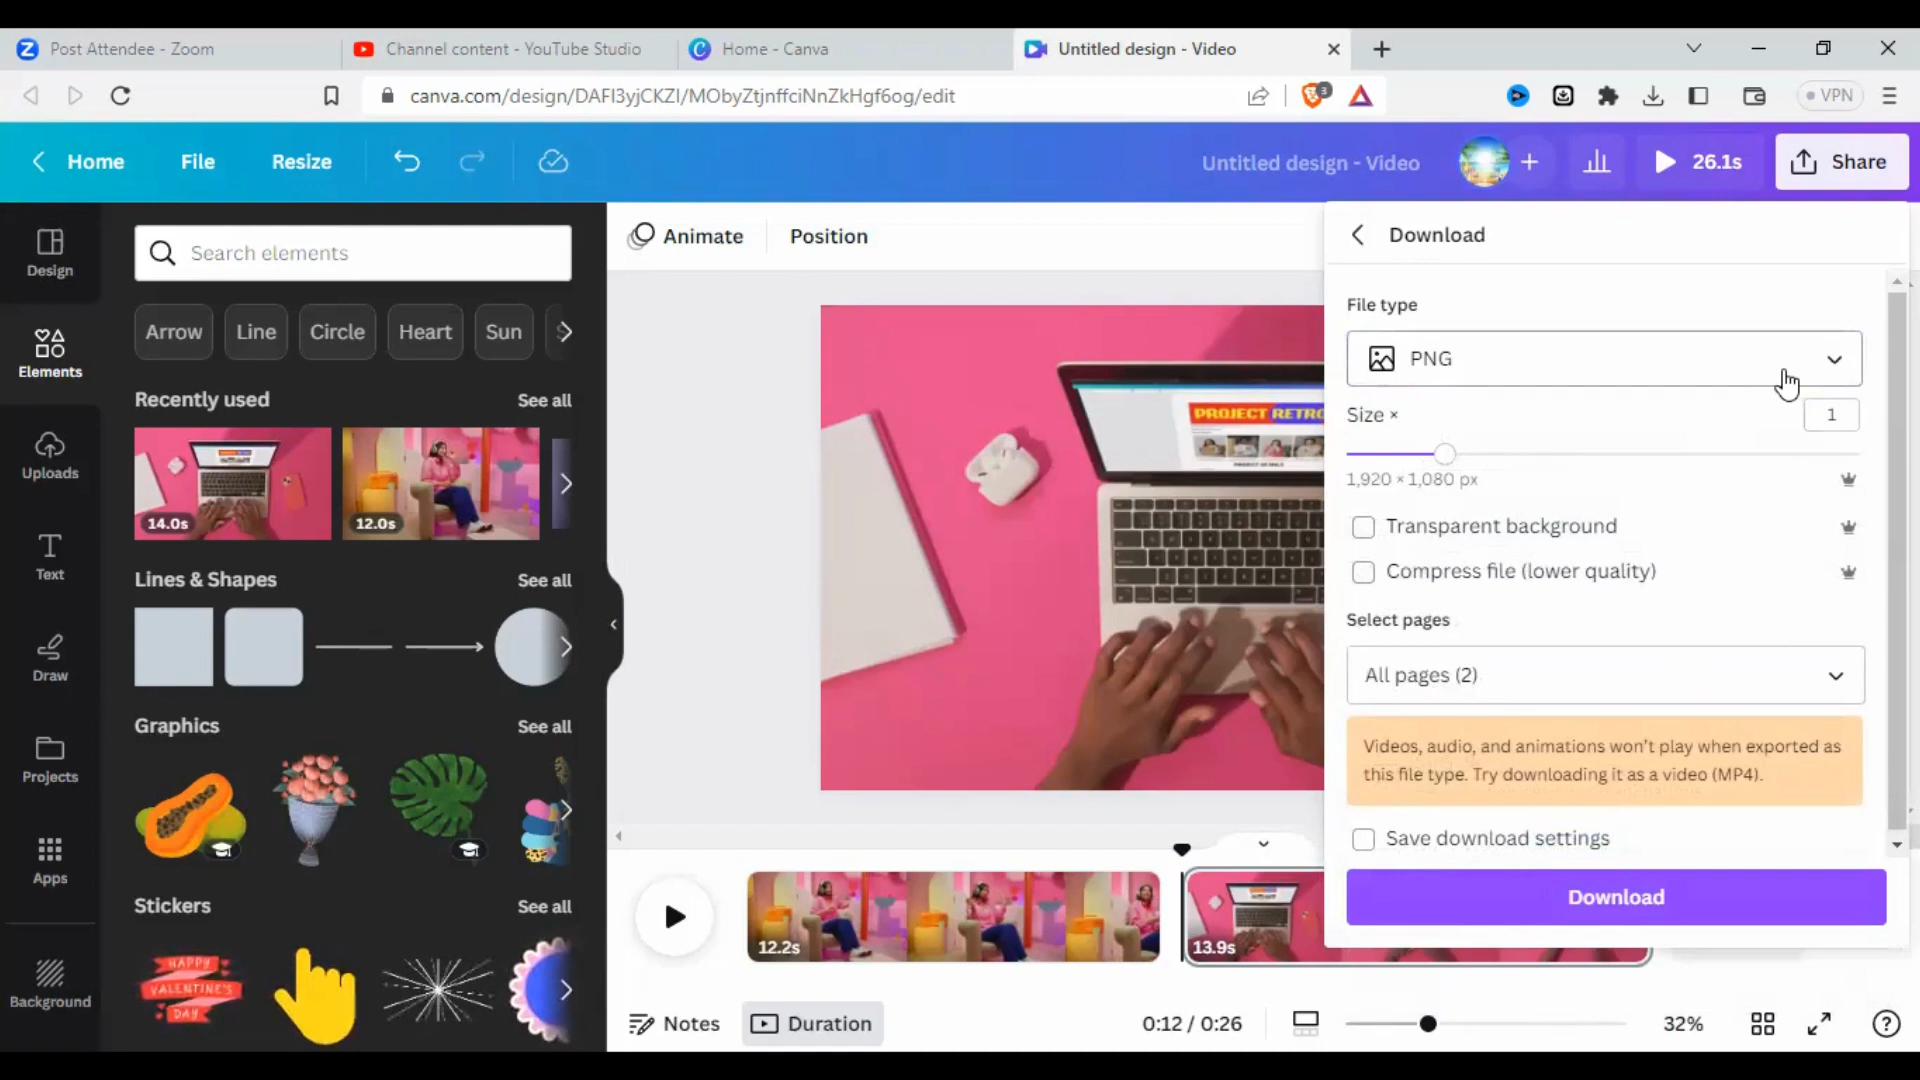 Post Attendee - Zoom
Channel content - YouTube Studio
Home - Canva
Untitled design - Video
canva.com/design/DAFI3yjCKZI/MObyZtjnffciNnZkHgf6og/edit
3
VPN
Home
File
Resize
Untitled design - Video
26.1s
Share
Design
Elements
Uploads
Text
Draw
Projects
Apps
Background
Search elements
Arrow
Line
Circle
Heart
Sun
Recently used
See all
14.0s
12.0s
Lines & Shapes
See all
Graphics
See all
Stickers
See all
HAPPY
VALENTINE'S
DAY
Animate
Position
PROJECT RETRO
Download
File type
PNG
Size ×
1
1,920 × 1,080 px
Transparent background
Compress file (lower quality)
Select pages
All pages (2)
Videos, audio, and animations won't play when exported as
this file type. Try downloading it as a video (MP4).
Save download settings
Download
12.2s
13.9s
Notes
Duration
0:12 / 0:26
32%